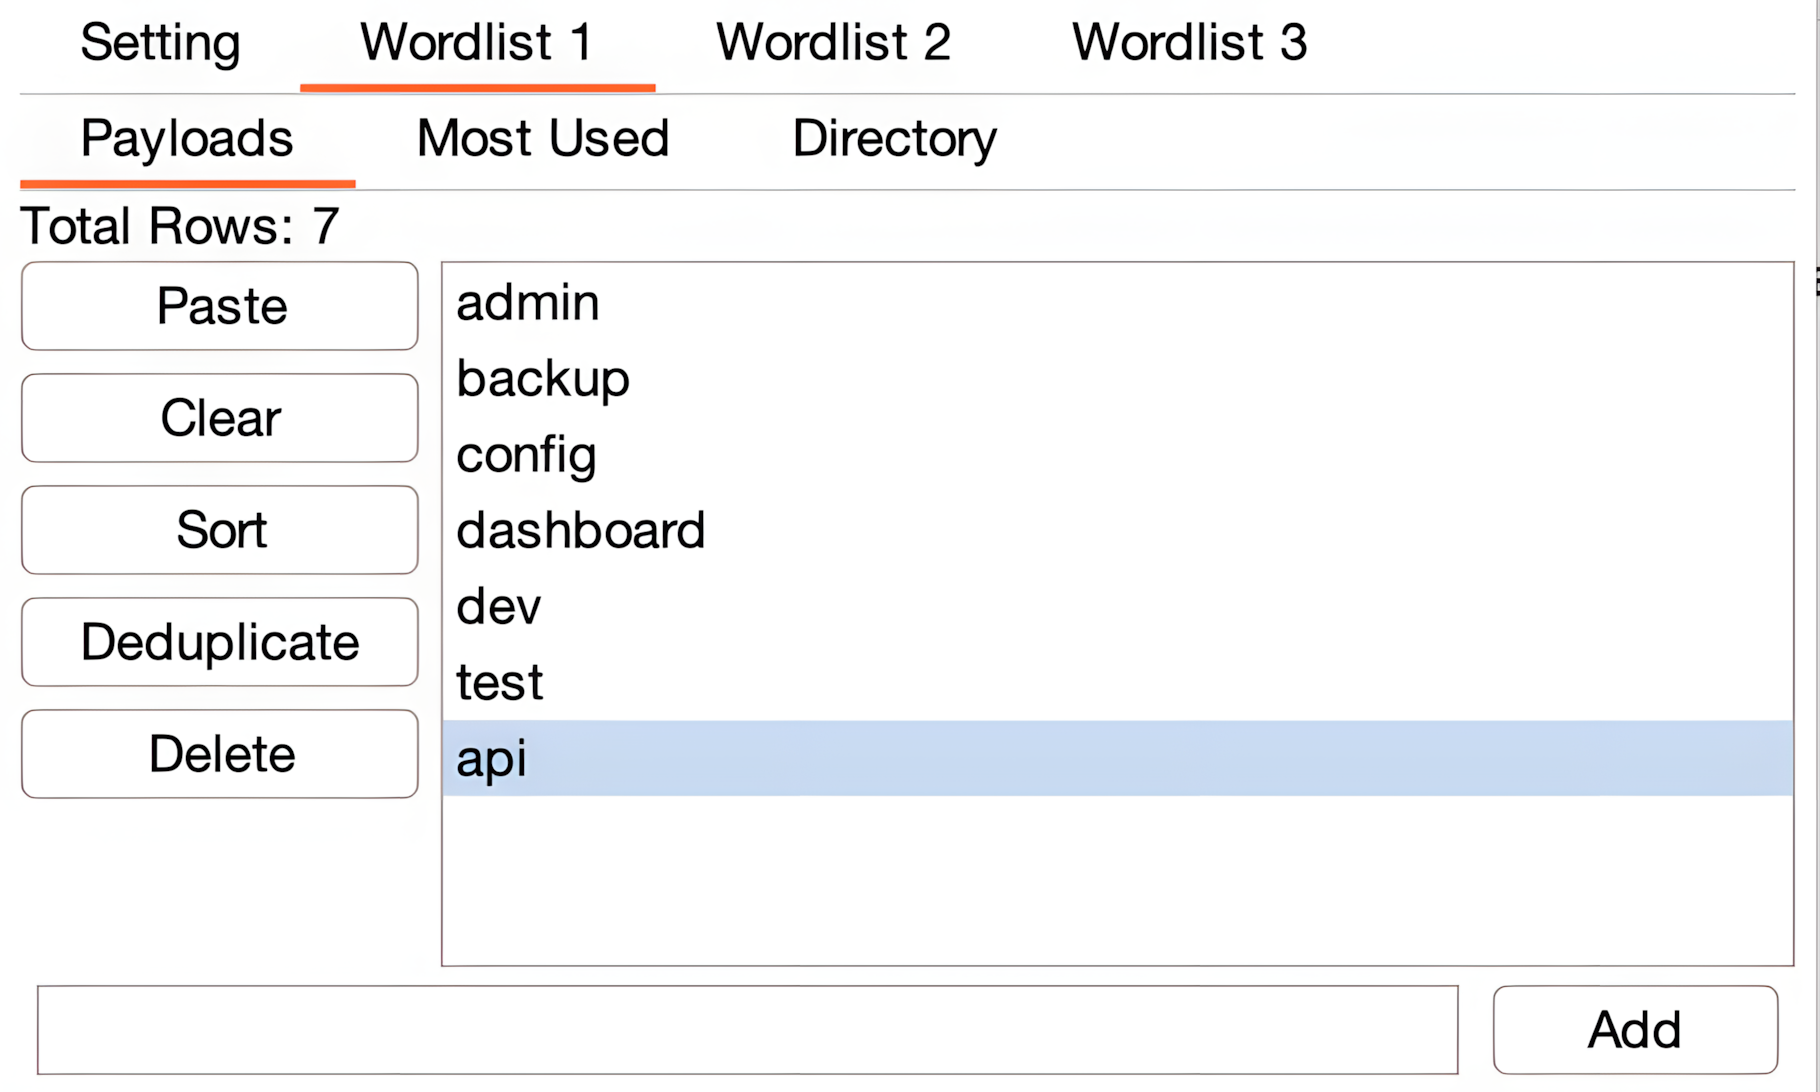 Setting Wordlist 1 Wordlist 2 Wordlist 3
Payloads Most Used Directory
Total Rows: 7
Paste
Clear
Sort
Deduplicate
Delete
admin
backup
config
dashboard
dev
test
api
Add